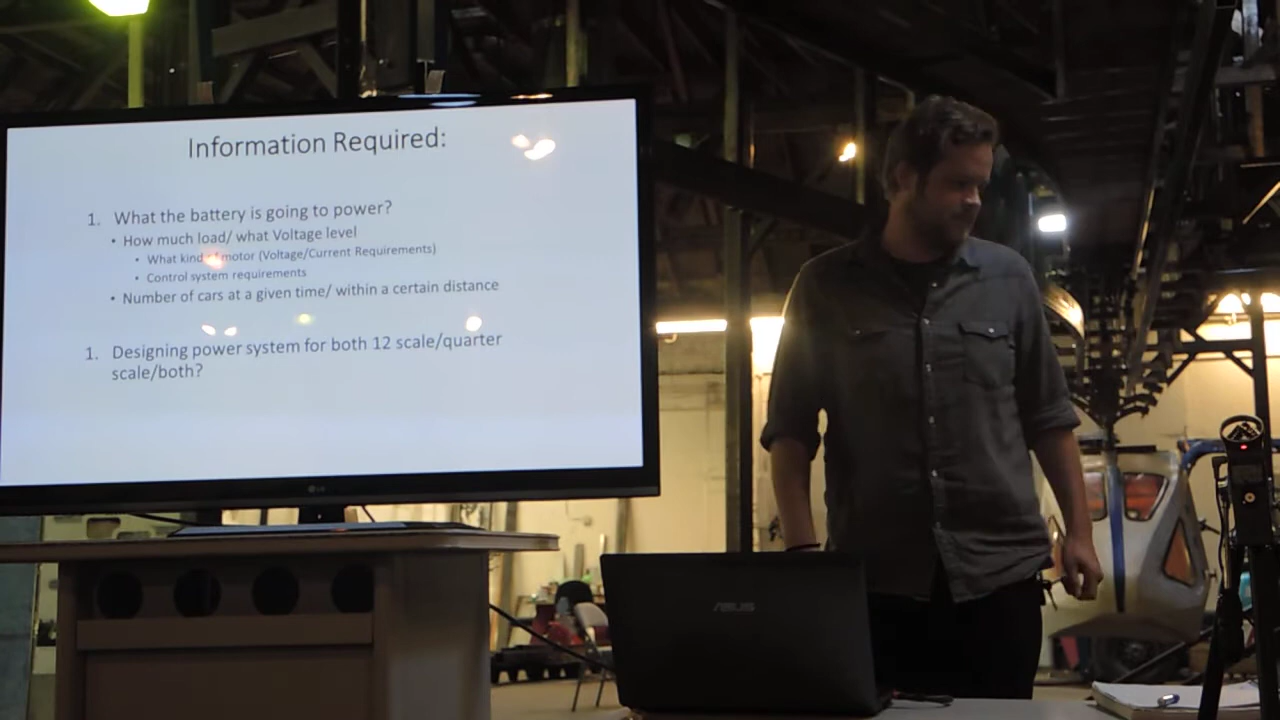 Information Required:
1. What the battery is going to power?
• How much load/ what Voltage level
• What kind of motor (Voltage/Current Requirements)
• Control system requirements
• Number of cars at a given time/ within a certain distance
1. Designing power system for both 12 scale/quarter
scale/both?
LG
ASUS